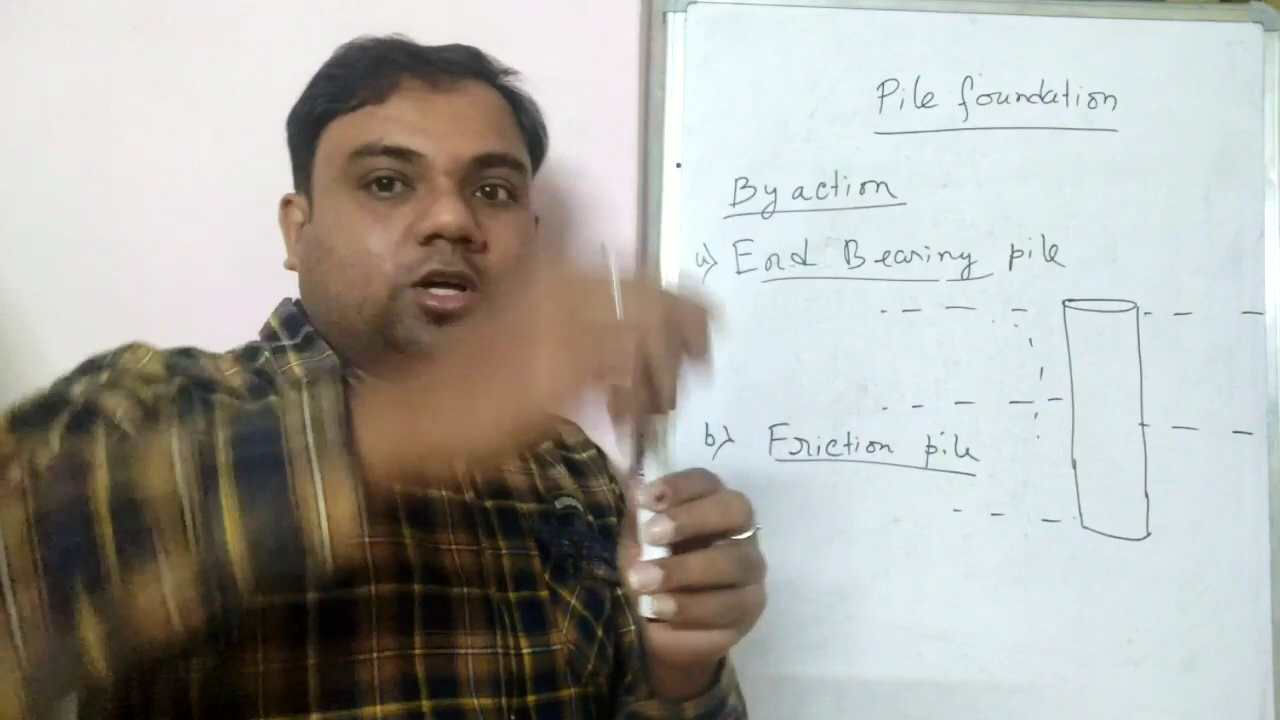 Pile foundation
By action
a) End Bearing pile
b) Friction pile